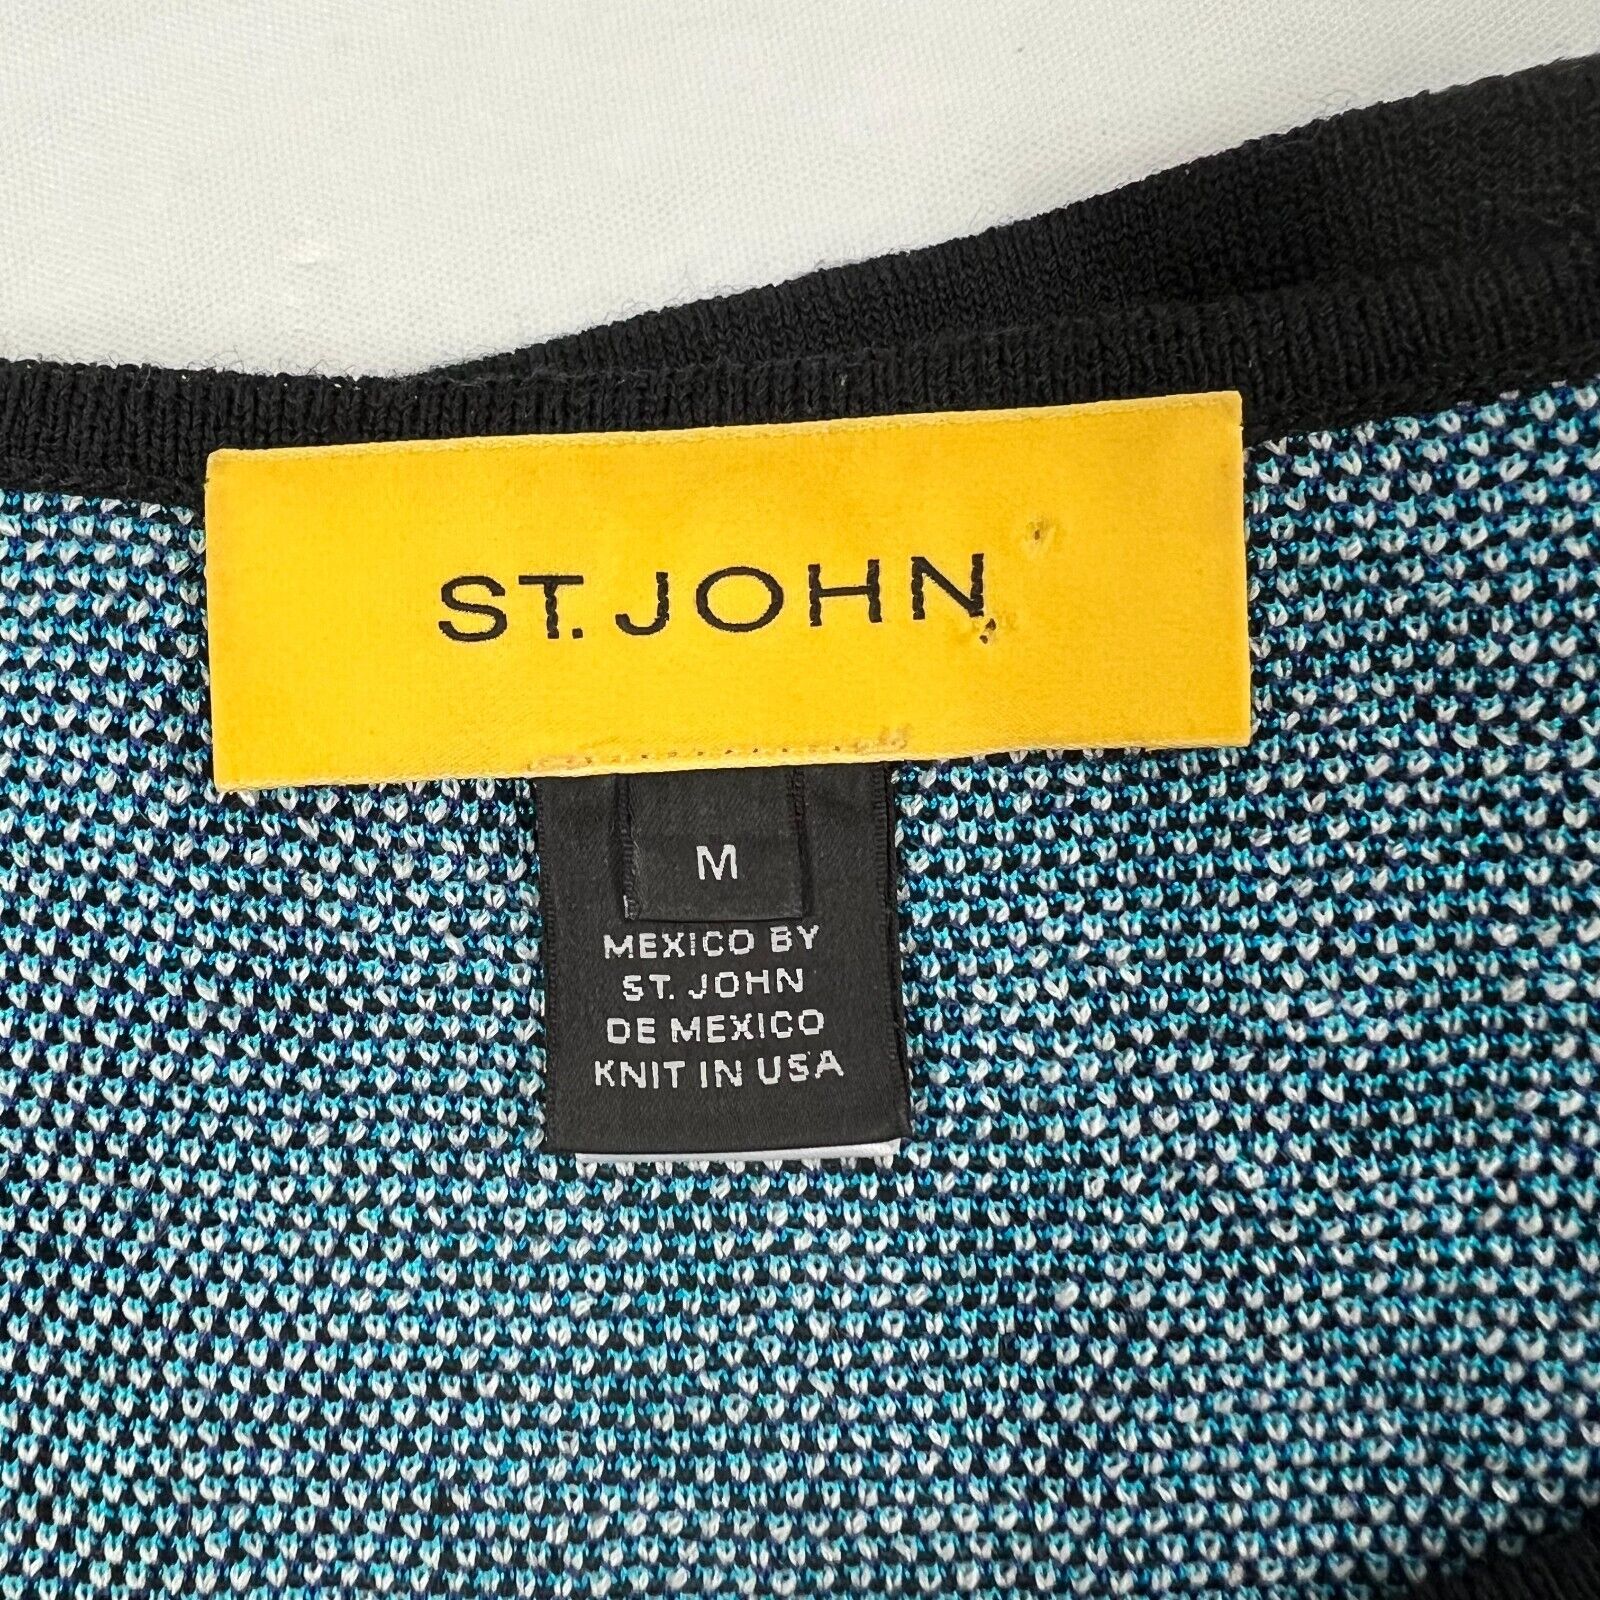 ST. JOHN
M
MEXICO BY
ST. JOHN
DE MEXICO
KNIT IN USA